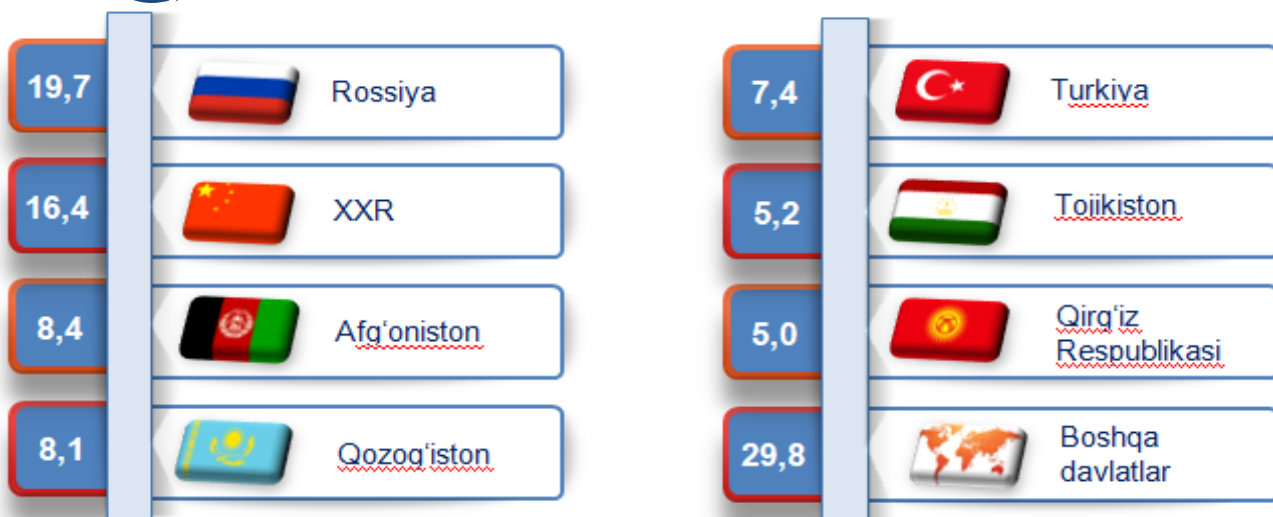 19,7 Rossiya
16,4 XXR
8,4 Afg‘oniston
8,1 Qozog‘iston
7,4 Turkiya
5,2 Tojikiston
5,0 Qirg‘iz
Respublikasi
29,8 Boshqa
davlatlar